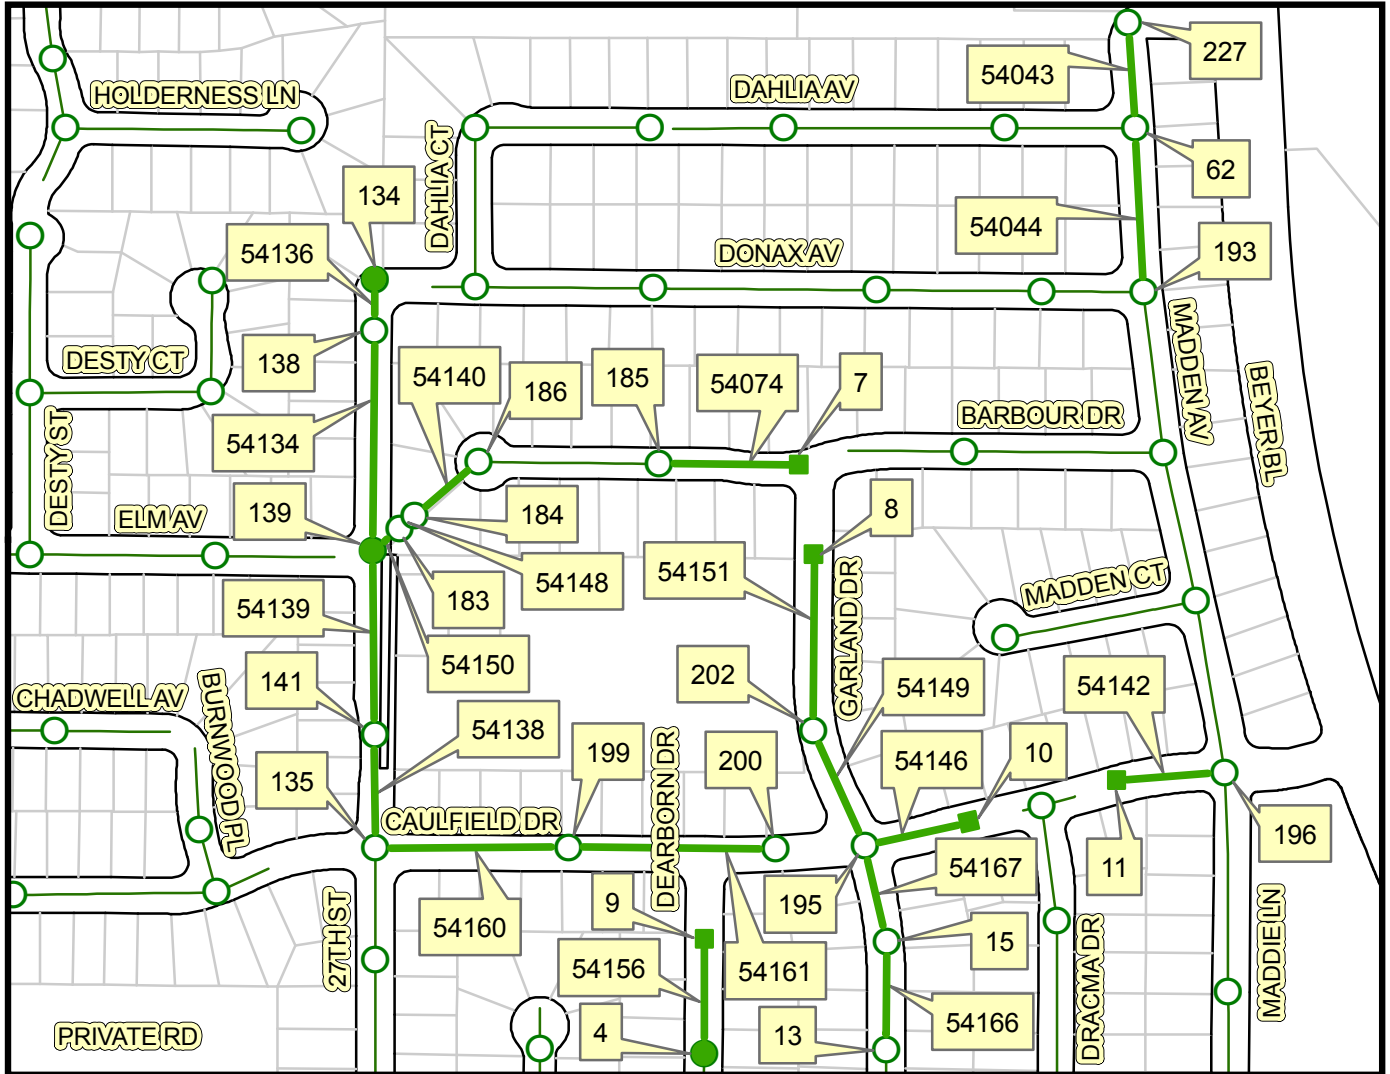 227
54043
DAHLIA AV
HOLDERNESS LN
62
DAHLIA CT
134
54044
54136
DONAX AV
193
MADDEN AV
138
DESTY CT
54140
186
185
54074
7
BEYER BL
BARBOUR DR
54134
DESTY ST
139
ELM AV
184
8
54148
54151
MADDEN CT
183
54139
GARLAND DR
54150
141
202
54149
54142
CHADWELL AV
BURNWOOD PL
54138
199
DEARBORN DR
200
54146
10
135
CAULFIELD DR
196
54167
11
195
9
54160
27TH ST
15
54156
54161
DRACMA DR
MADDIE LN
54166
4
13
PRIVATE RD